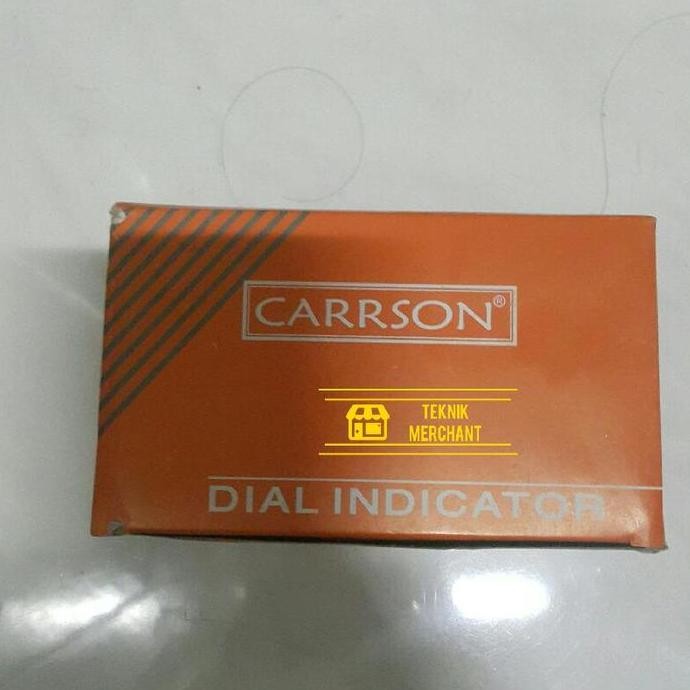 CARRSON®
TEKNIK
MERCHANT
DIAL INDICATOR